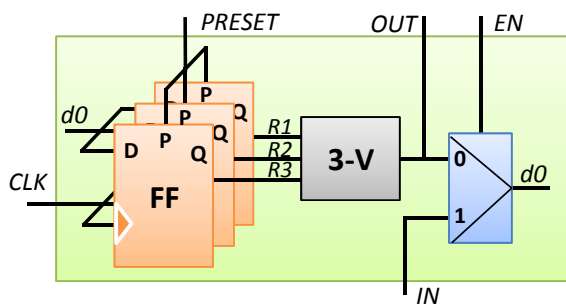 PRESET
OUT
EN
D
P
Q
D
P
Q
d0
D
P
Q
R1
R2
R3
3-V
0
d0
CLK
FF
1
IN